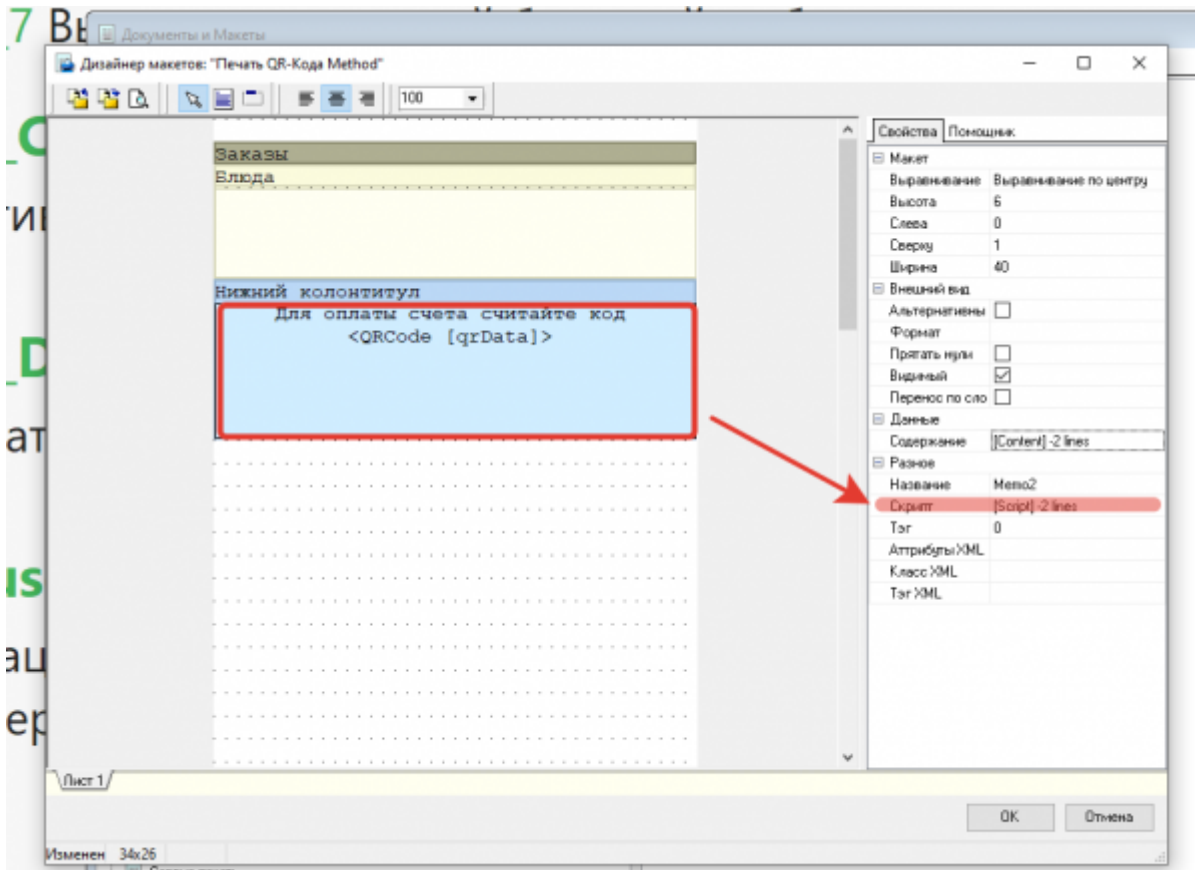 _7 Вы
Документы и Макеты
Дизайнер макетов: "Печать QR-Кода Method"
100
Свойства Помощник
Заказы
Блюда
Нижний колонтитул
Для оплаты счета считайте код
<QRCode [qrData]>
Макет
Выравнивание Выравнивание по центру
Высота 6
Слева 0
Сверху 1
Ширина 40
Внешний вид
Альтернативны
Формат
Прятать нули
Видимый
Перенос по сло
Данные
Содержание [Content] -2 lines
Разное
Название Memo2
Скрипт [Script] -2 lines
Тэг 0
Аттрибуты XML
Класс XML
Тэг XML
Лист 1
OK Отмена
Изменен 34x26